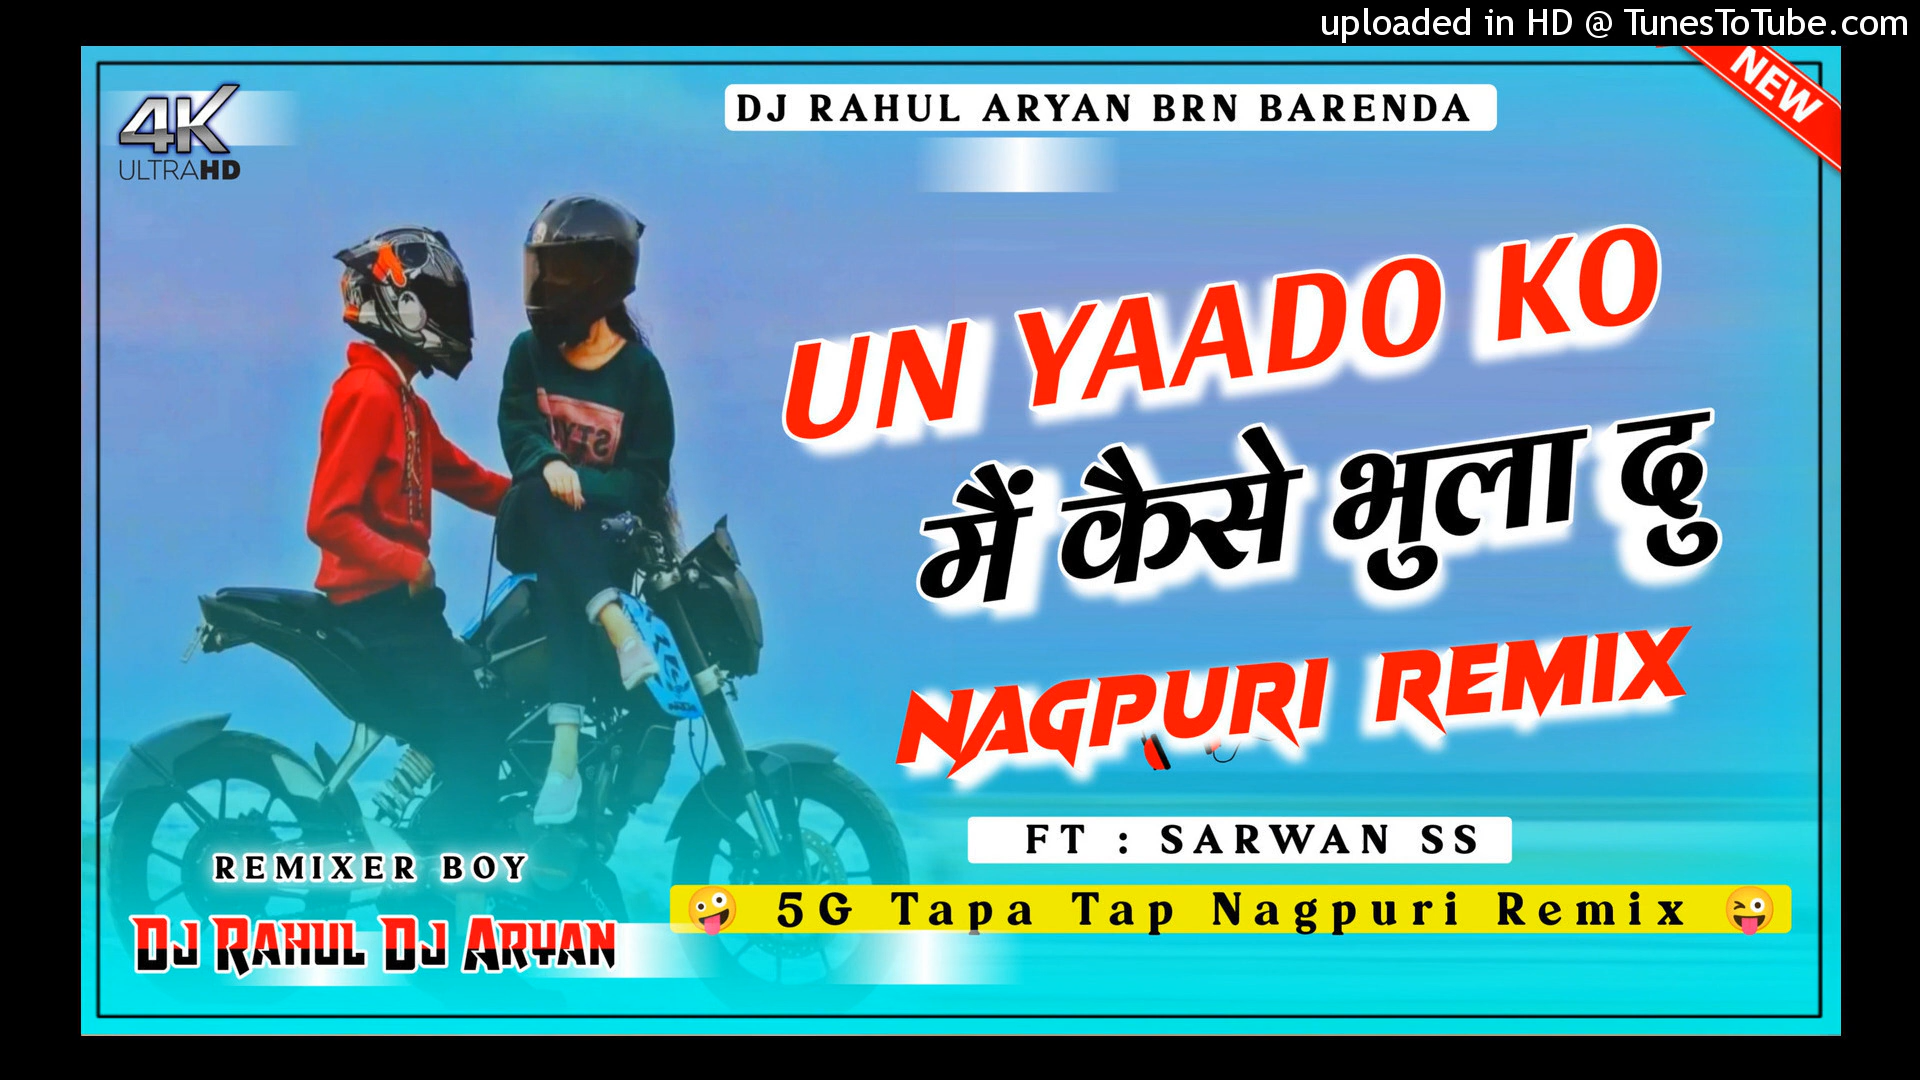 uploaded in HD @ TunesToTube.com
NEW
4K
ULTRAHD
DJ RAHUL ARYAN BRN BARENDA
UN YAADO KO
मैं कैसे भुला दु
NAGPURI REMIX
FT : SARWAN SS
REMIXER BOY
DJ RAHUL DJ ARYAN
😜 5G Tapa Tap Nagpuri Remix 😜